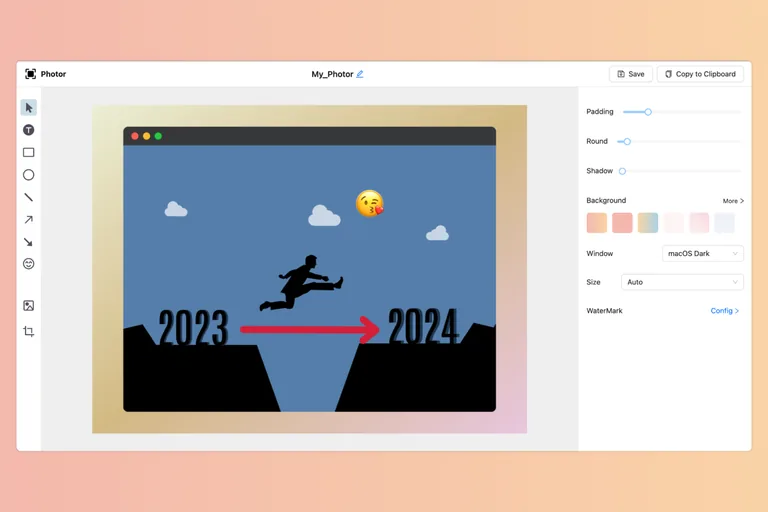 Photor
My_Photor
Save
Copy to Clipboard
T
Padding
Round
Shadow
Background
More >
Window
macOS Dark
Size
Auto
WaterMark
Config >
2023
2024